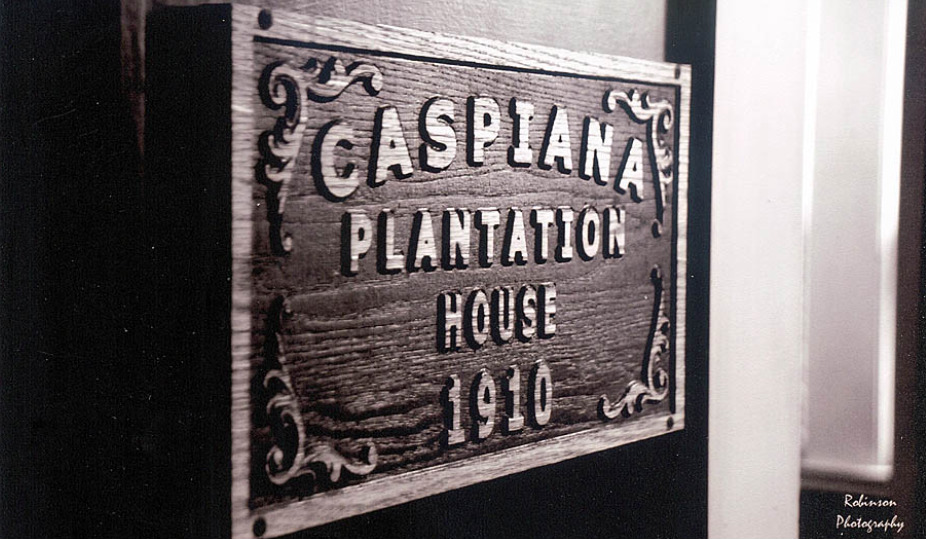 CASPIANA
PLANTATION
HOUSE
1910
Robinson
Photography